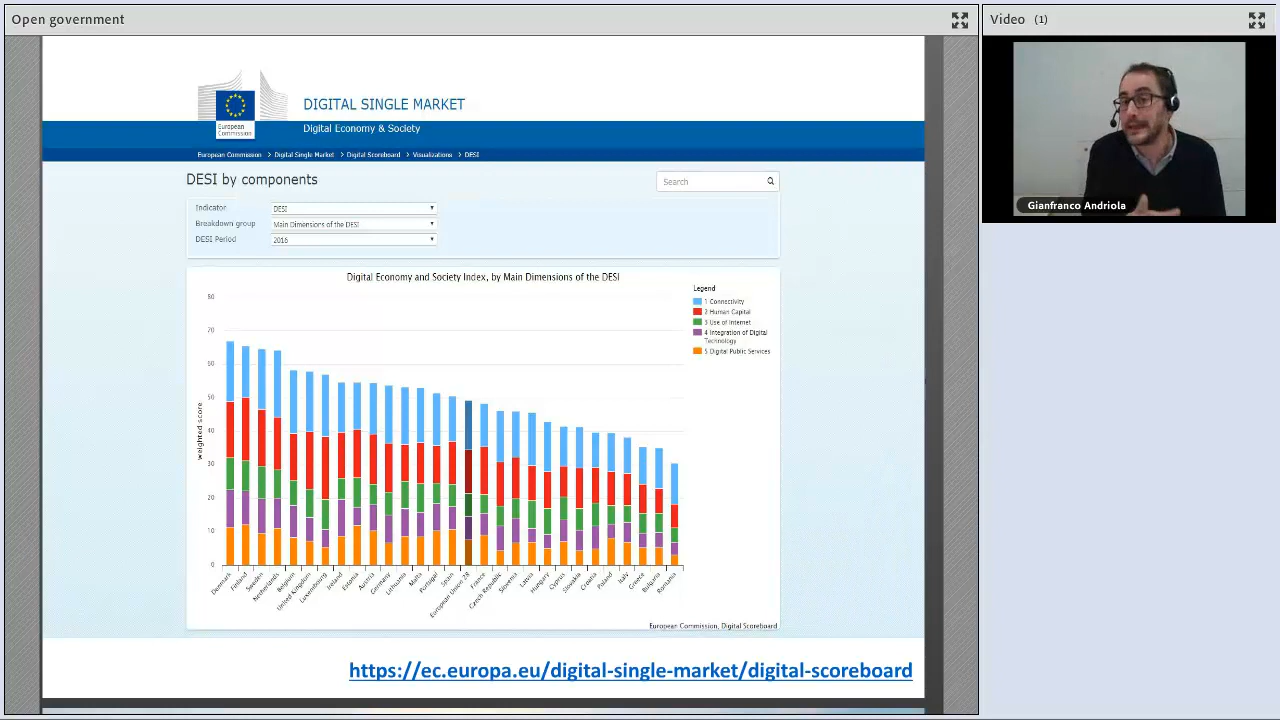 Open government
Video (1)
Gianfranco Andriola
European
Commission
DIGITAL SINGLE MARKET
Digital Economy & Society
European Commission > Digital Single Market > Digital Scoreboard > Visualizations > DESI
DESI by components
Search
Indicator DESI
Breakdown group Main Dimensions of the DESI
DESI Period 2016
Digital Economy and Society Index, by Main Dimensions of the DESI
Legend
1 Connectivity
2 Human Capital
3 Use of Internet
4 Integration of Digital
Technology
5 Digital Public Services
Weighted score
80
70
60
50
40
30
20
10
0
Denmark
Finland
Sweden
Netherlands
Belgium
United Kingdom
Luxembourg
Ireland
Estonia
Austria
Germany
Lithuania
Malta
Portugal
Spain
European Union 28
France
Czech Republic
Slovenia
Latvia
Hungary
Cyprus
Slovakia
Croatia
Poland
Italy
Greece
Bulgaria
Romania
European Commission, Digital Scoreboard
https://ec.europa.eu/digital-single-market/digital-scoreboard